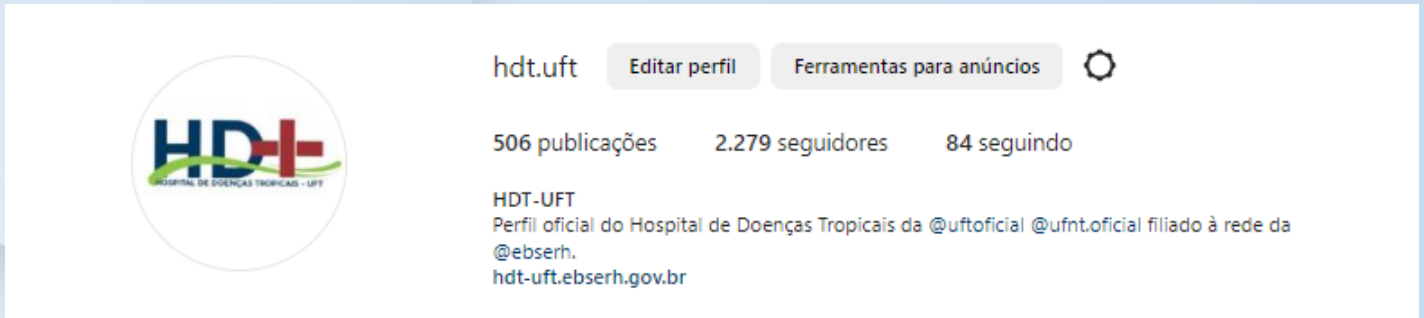 HD+
HOSPITAL DE DOENÇAS TROPICAIS - UFT
hdt.uft Editar perfil Ferramentas para anúncios
506 publicações 2.279 seguidores 84 seguindo
HDT-UFT
Perfil oficial do Hospital de Doenças Tropicais da @uftoficial @ufnt.oficial filiado à rede da
@ebserh.
hdt-uft.ebserh.gov.br